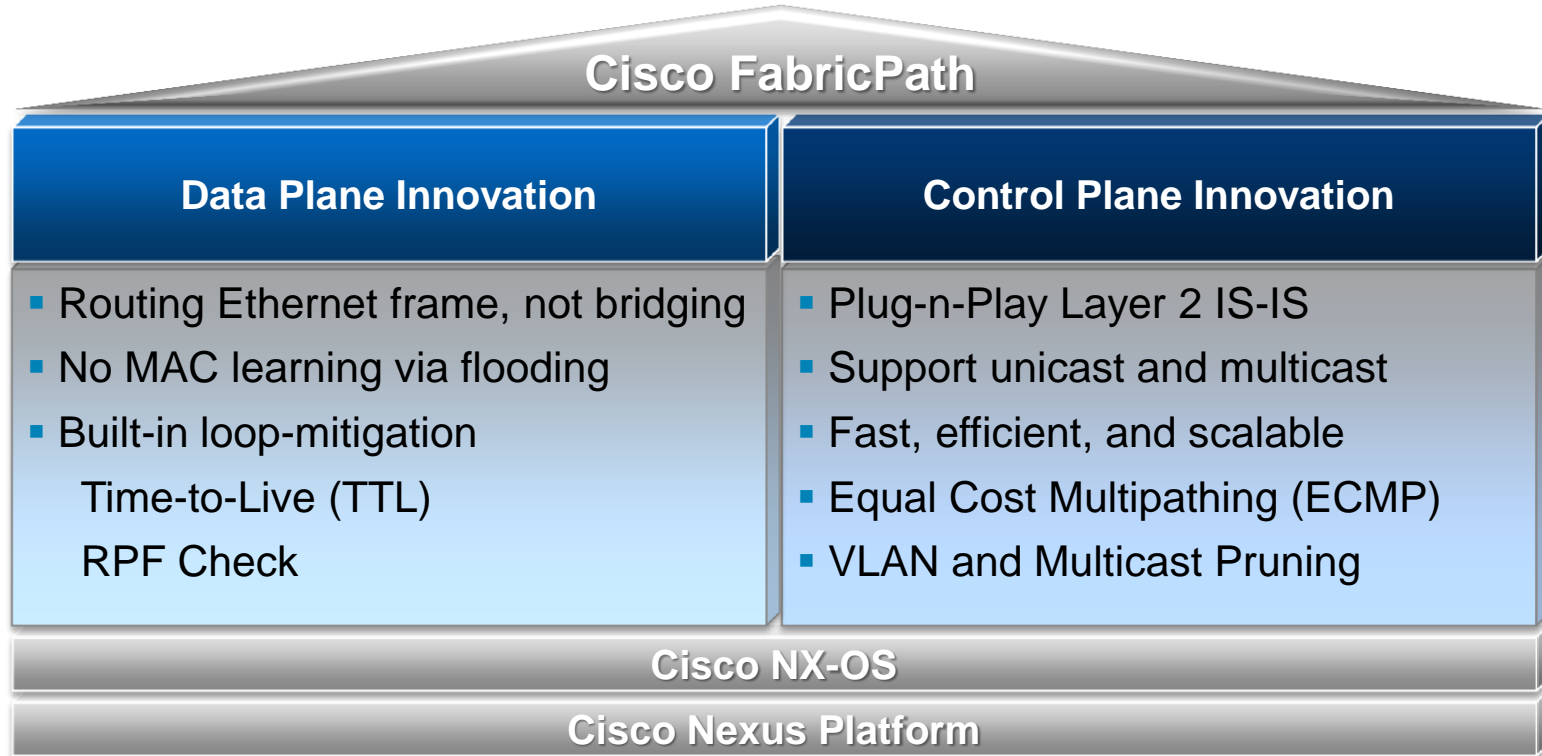 Cisco FabricPath
Data Plane Innovation
Routing Ethernet frame, not bridging
No MAC learning via flooding
Built-in loop-mitigation
Time-to-Live (TTL)
RPF Check
Control Plane Innovation
Plug-n-Play Layer 2 IS-IS
Support unicast and multicast
Fast, efficient, and scalable
Equal Cost Multipathing (ECMP)
VLAN and Multicast Pruning
Cisco NX-OS
Cisco Nexus Platform